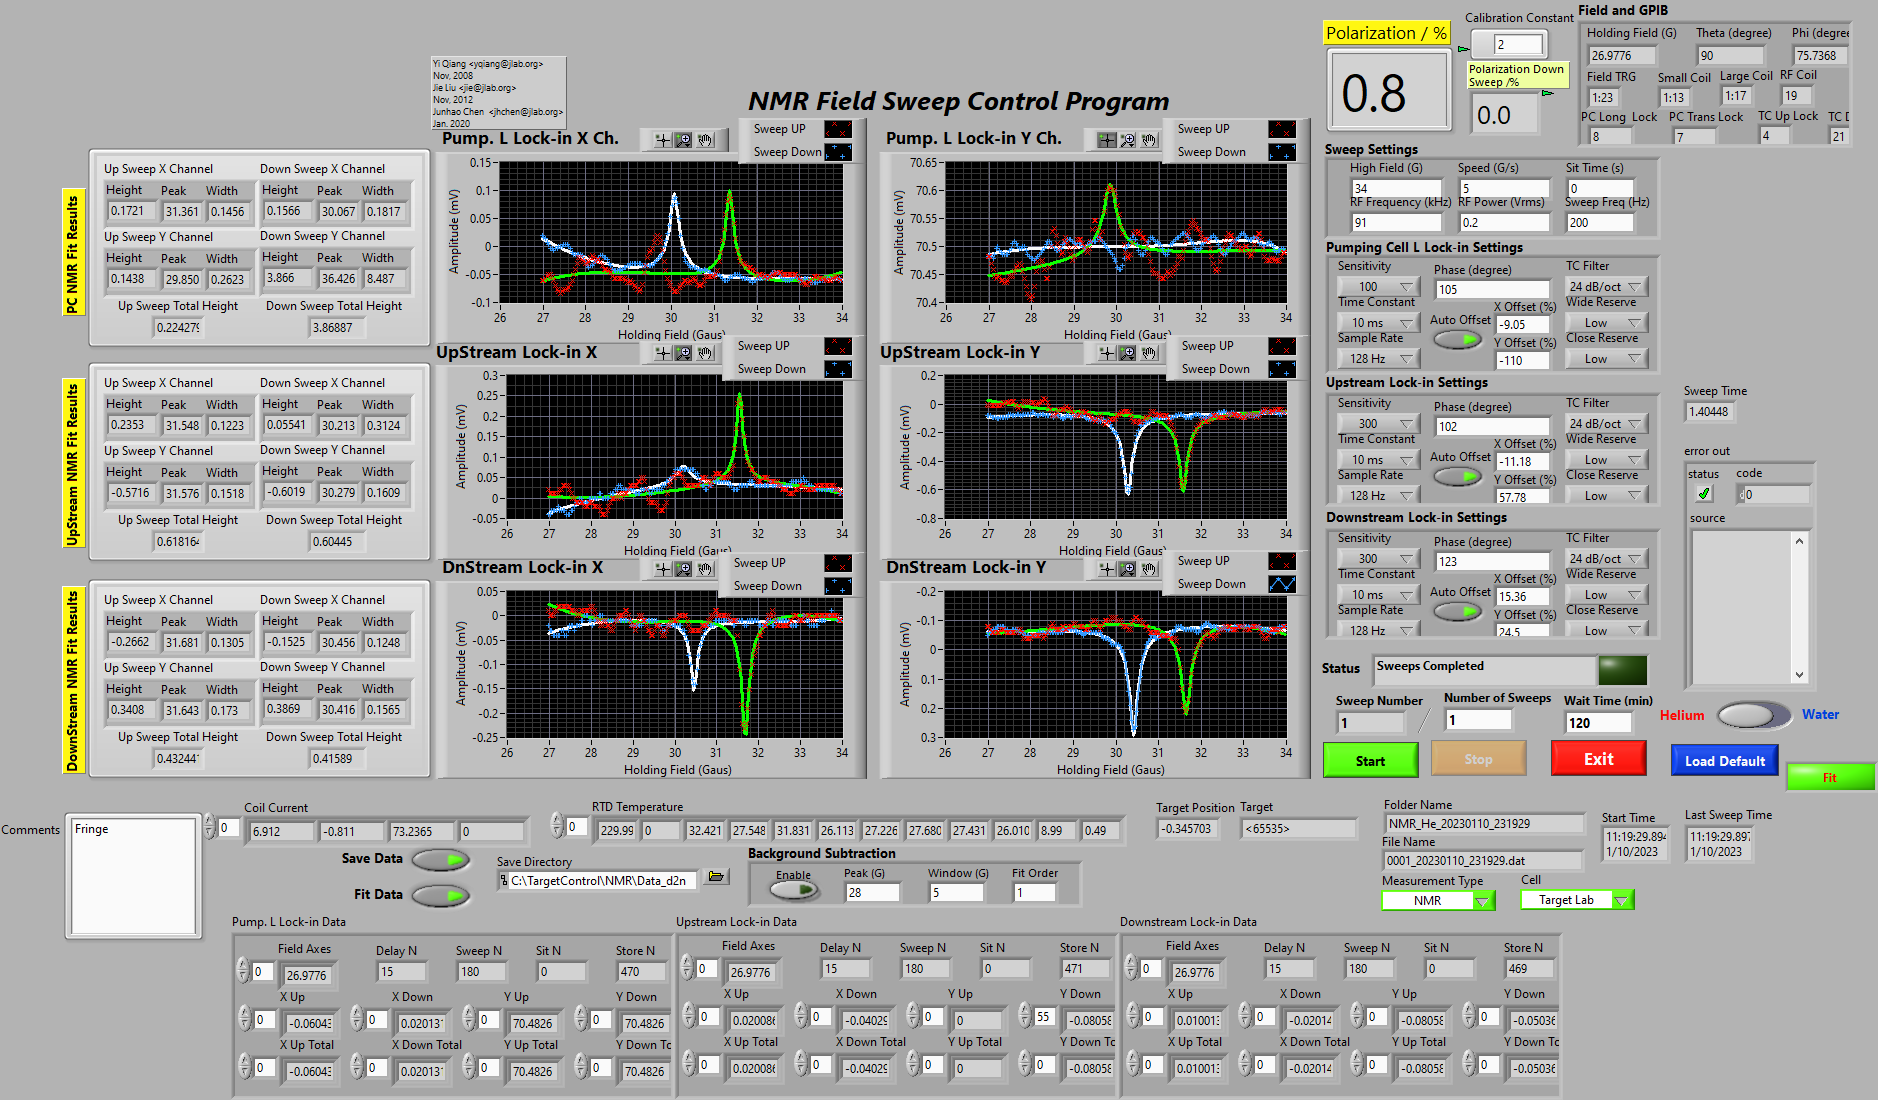 NMR Field Sweep Control Program
Yi Qiang <yqiang@jlab.org>
Nov, 2008
Jie Liu <jie@jlab.org>
Nov, 2012
Junhao Chen <jhchen@jlab.org>
Jan. 2020
Polarization / %
0.8
Calibration Constant
2
Polarization Down
Sweep /%
0.0
Field and GPIB
Holding Field (G) Theta (degree) Phi (degree
26.9776 90 75.7368
Field TRG Small Coil Large Coil RF Coil
1:23 1:13 1:17 19
PC Long Lock PC Trans Lock TC Up Lock TC D
8 7 4 21
PC NMR Fit Results
Up Sweep X Channel Down Sweep X Channel
Height Peak Width Height Peak Width
0.1721 31.361 0.1456 0.1566 30.067 0.1817
Up Sweep Y Channel Down Sweep Y Channel
Height Peak Width Height Peak Width
0.1438 29.850 0.2623 3.866 36.426 8.487
Up Sweep Total Height Down Sweep Total Height
0.224279 3.86887
UpStream NMR Fit Results
Up Sweep X Channel Down Sweep X Channel
Height Peak Width Height Peak Width
0.2353 31.548 0.1223 0.05541 30.213 0.3124
Up Sweep Y Channel Down Sweep Y Channel
Height Peak Width Height Peak Width
-0.5716 31.576 0.1518 -0.6019 30.279 0.1609
Up Sweep Total Height Down Sweep Total Height
0.618164 0.60445
DownStream NMR Fit Results
Up Sweep X Channel Down Sweep X Channel
Height Peak Width Height Peak Width
-0.2662 31.681 0.1305 -0.1525 30.456 0.1248
Up Sweep Y Channel Down Sweep Y Channel
Height Peak Width Height Peak Width
0.3408 31.643 0.173 0.3869 30.416 0.1565
Up Sweep Total Height Down Sweep Total Height
0.43244 0.41589
Pump. L Lock-in X Ch.
Sweep UP
Sweep Down
Amplitude (mV)
0.15
0.1
0.05
0
-0.05
-0.1
27 28 29 30 31 32 33 34
Holding Field (Gaus)
Pump. L Lock-in Y Ch.
Sweep UP
Sweep Down
Amplitude (mV)
70.65
70.6
70.55
70.5
70.45
70.4
26 27 28 29 30 31 32 33 34
Holding Field (Gaus)
UpStream Lock-in X
Sweep UP
Sweep Down
Amplitude (mV)
0.3
0.25
0.2
0.15
0.1
0.05
0
-0.05
26 27 28 29 30 31 32 33 34
Holding Field (Gaus)
UpStream Lock-in Y
Sweep UP
Sweep Down
Amplitude (mV)
0.2
0
-0.2
-0.4
-0.6
-0.8
26 27 28 29 30 31 32 33 34
Holding Field (Gaus)
DnStream Lock-in X
Sweep UP
Sweep Down
Amplitude (mV)
0.05
0
-0.05
-0.1
-0.15
-0.2
-0.25
26 27 28 29 30 31 32 33 34
Holding Field (Gaus)
DnStream Lock-in Y
Sweep UP
Sweep Down
Amplitude (mV)
-0.2
-0.1
0
0.1
0.2
0.3
26 27 28 29 30 31 32 33 34
Holding Field (Gaus)
Sweep Settings
High Field (G) Speed (G/s) Sit Time (s)
34 5 0
RF Frequency (kHz) RF Power (Vrms) Sweep Freq (Hz)
91 0.2 200
Pumping Cell L Lock-in Settings
Sensitivity Phase (degree) TC Filter
100 105 24 dB/oct
Time Constant X Offset (%) Wide Reserve
10 ms Auto Offset -9.05 Low
Sample Rate Y Offset (%) Close Reserve
128 Hz -110 Low
Upstream Lock-in Settings
Sensitivity Phase (degree) TC Filter
300 102 24 dB/oct
Time Constant X Offset (%) Wide Reserve
10 ms Auto Offset -11.18 Low
Sample Rate Y Offset (%) Close Reserve
128 Hz 57.78 Low
Downstream Lock-in Settings
Sensitivity Phase (degree) TC Filter
300 123 24 dB/oct
Time Constant X Offset (%) Wide Reserve
10 ms Auto Offset 15.36 Low
Sample Rate Y Offset (%) Close Reserve
128 Hz 24.5 Low
Sweep Time
1.40448
error out
status code
0
source
Status Sweeps Completed
Sweep Number Number of Sweeps Wait Time (min)
1 / 1 120
Helium Water
Start Stop Exit Load Default Fit
Comments
Fringe
Coil Current
0 6.912 -0.811 73.2365 0
RTD Temperature
0 229.99 0 32.421 27.548 31.831 26.113 27.226 27.680 27.431 26.010 8.99 0.49
Target Position Target
-0.345703 <65535>
Folder Name
NMR_He_20230110_231929
File Name
0001_20230110_231929.dat
Start Time Last Sweep Time
11:19:29.894 11:19:29.897
1/10/2023 1/10/2023
Measurement Type Cell
NMR Target Lab
Save Data
Fit Data
Save Directory
C:\TargetControl\NMR\Data_d2n
Background Subtraction
Enable Peak (G) Window (G) Fit Order
28 5 1
Pump. L Lock-in Data
Field Axes Delay N Sweep N Sit N Store N
0 26.9776 15 180 0 470
X Up X Down Y Up Y Down
0 -0.0604 0 0.02013 0 70.4826 0 70.4826
X Up Total X Down Total Y Up Total Y Down To
0 -0.0604 0 0.02013 0 70.4826 0 70.4826
Upstream Lock-in Data
Field Axes Delay N Sweep N Sit N Store N
0 26.9776 15 180 0 471
X Up X Down Y Up Y Down
0 0.020086 0 -0.04029 0 0 55 -0.08058
X Up Total X Down Total Y Up Total Y Down To
0 0.020086 0 -0.04029 0 0 0 -0.08058
Downstream Lock-in Data
Field Axes Delay N Sweep N Sit N Store N
0 26.9776 15 180 0 469
X Up X Down Y Up Y Down
0 0.010013 0 -0.02014 0 -0.08058 0 -0.05036
X Up Total X Down Total Y Up Total Y Down To
0 0.010013 0 -0.02014 0 -0.08058 0 -0.05036